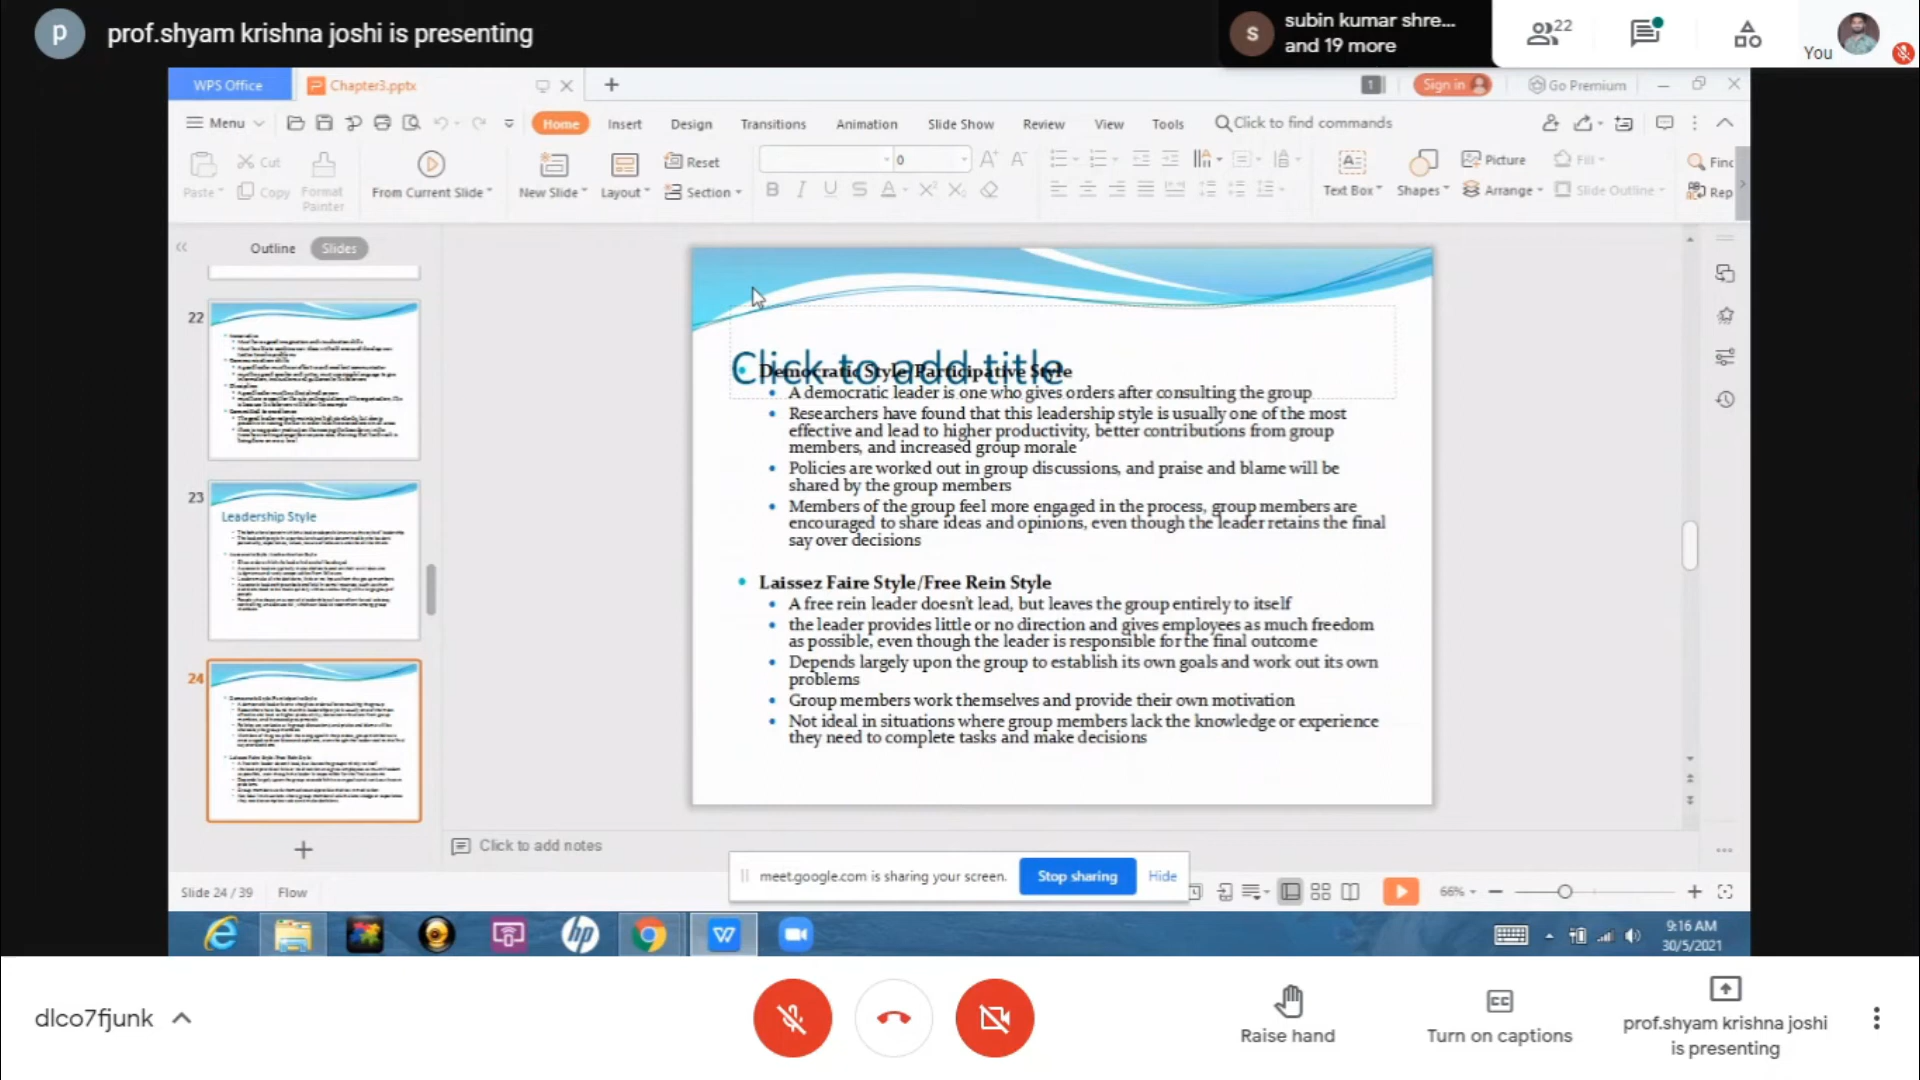 p prof.shyam krishna joshi is presenting
s subin kumar shre...
and 19 more
22
You
WPS Office Chapter3.pptx
1 Sign in Go Premium
Menu Home Insert Design Transitions Animation Slide Show Review View Tools Click to find commands
Paste Cut Copy Format Painter From Current Slide New Slide Layout Reset Section 0 Text Box Shapes Picture Arrange Fill Slide Outline Find Rep
Outline Slides
22
23
Leadership Style
24
Click to add title
Democratic Style/Participative Style
A democratic leader is one who gives orders after consulting the group
Researchers have found that this leadership style is usually one of the most
effective and lead to higher productivity, better contributions from group
members, and increased group morale
Policies are worked out in group discussions, and praise and blame will be
shared by the group members
Members of the group feel more engaged in the process, group members are
encouraged to share ideas and opinions, even though the leader retains the final
say over decisions
Laissez Faire Style/Free Rein Style
A free rein leader doesn't lead, but leaves the group entirely to itself
the leader provides little or no direction and gives employees as much freedom
as possible, even though the leader is responsible for the final outcome
Depends largely upon the group to establish its own goals and work out its own
problems
Group members work themselves and provide their own motivation
Not ideal in situations where group members lack the knowledge or experience
they need to complete tasks and make decisions
Click to add notes
meet.google.com is sharing your screen. Stop sharing Hide
Slide 24 / 39 Flow
66%
9:16 AM
30/5/2021
dlco7fjunk
Raise hand
Turn on captions
prof.shyam krishna joshi
is presenting